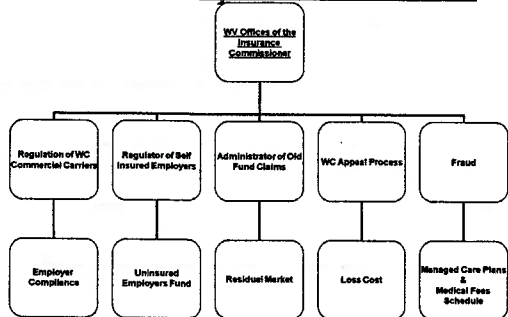 WV Offices of the
Insurance
Commissioner
Regulation of WC
Commercial Carriers
Regulator of Self
Insured Employers
Administrator of Old
Fund Claims
WC Appeal Process
Fraud
Employer
Compliance
Uninsured
Employers Fund
Residual Market
Loss Cost
Managed Care Plans
&
Medical Fees
Schedule